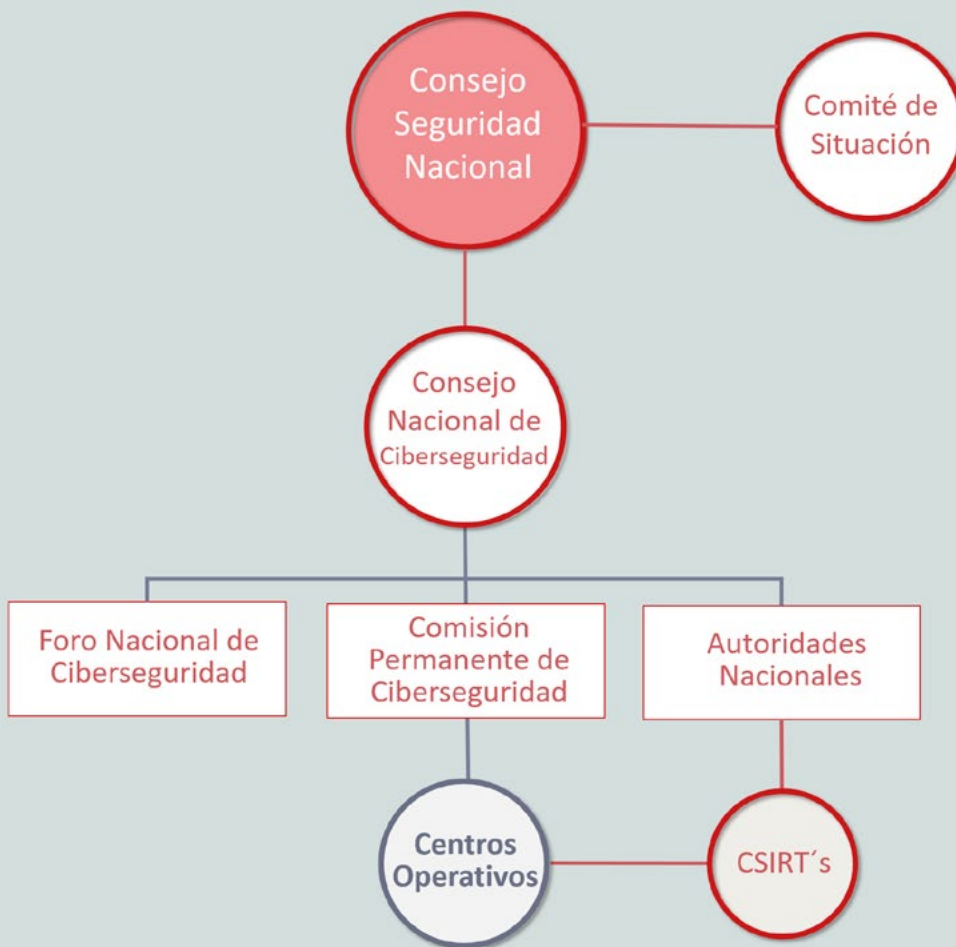 Consejo
Seguridad
Nacional
Comité de
Situación
Consejo
Nacional de
Ciberseguridad
Foro Nacional de
Ciberseguridad
Comisión
Permanente de
Ciberseguridad
Autoridades
Nacionales
Centros
Operativos
CSIRT´s